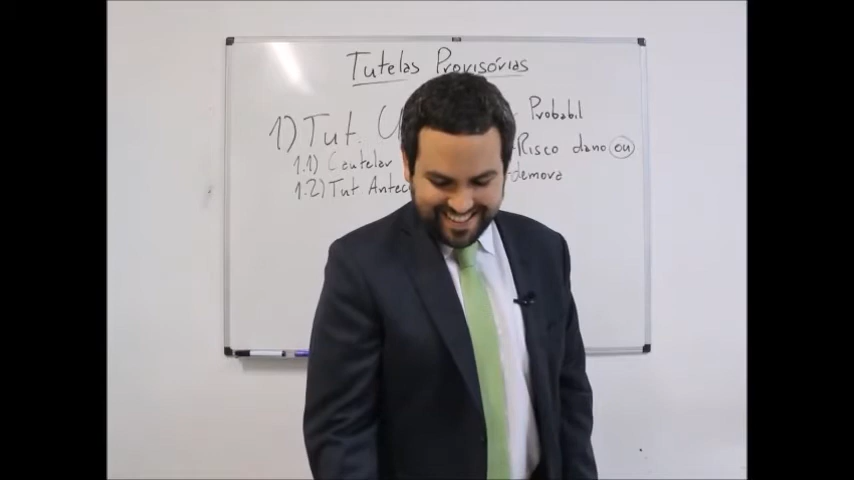 Tutelas Provisórias
1) Tut. U Probabil
1.1) Cautelar Risco dano ou
1.2) Tut Antec demora